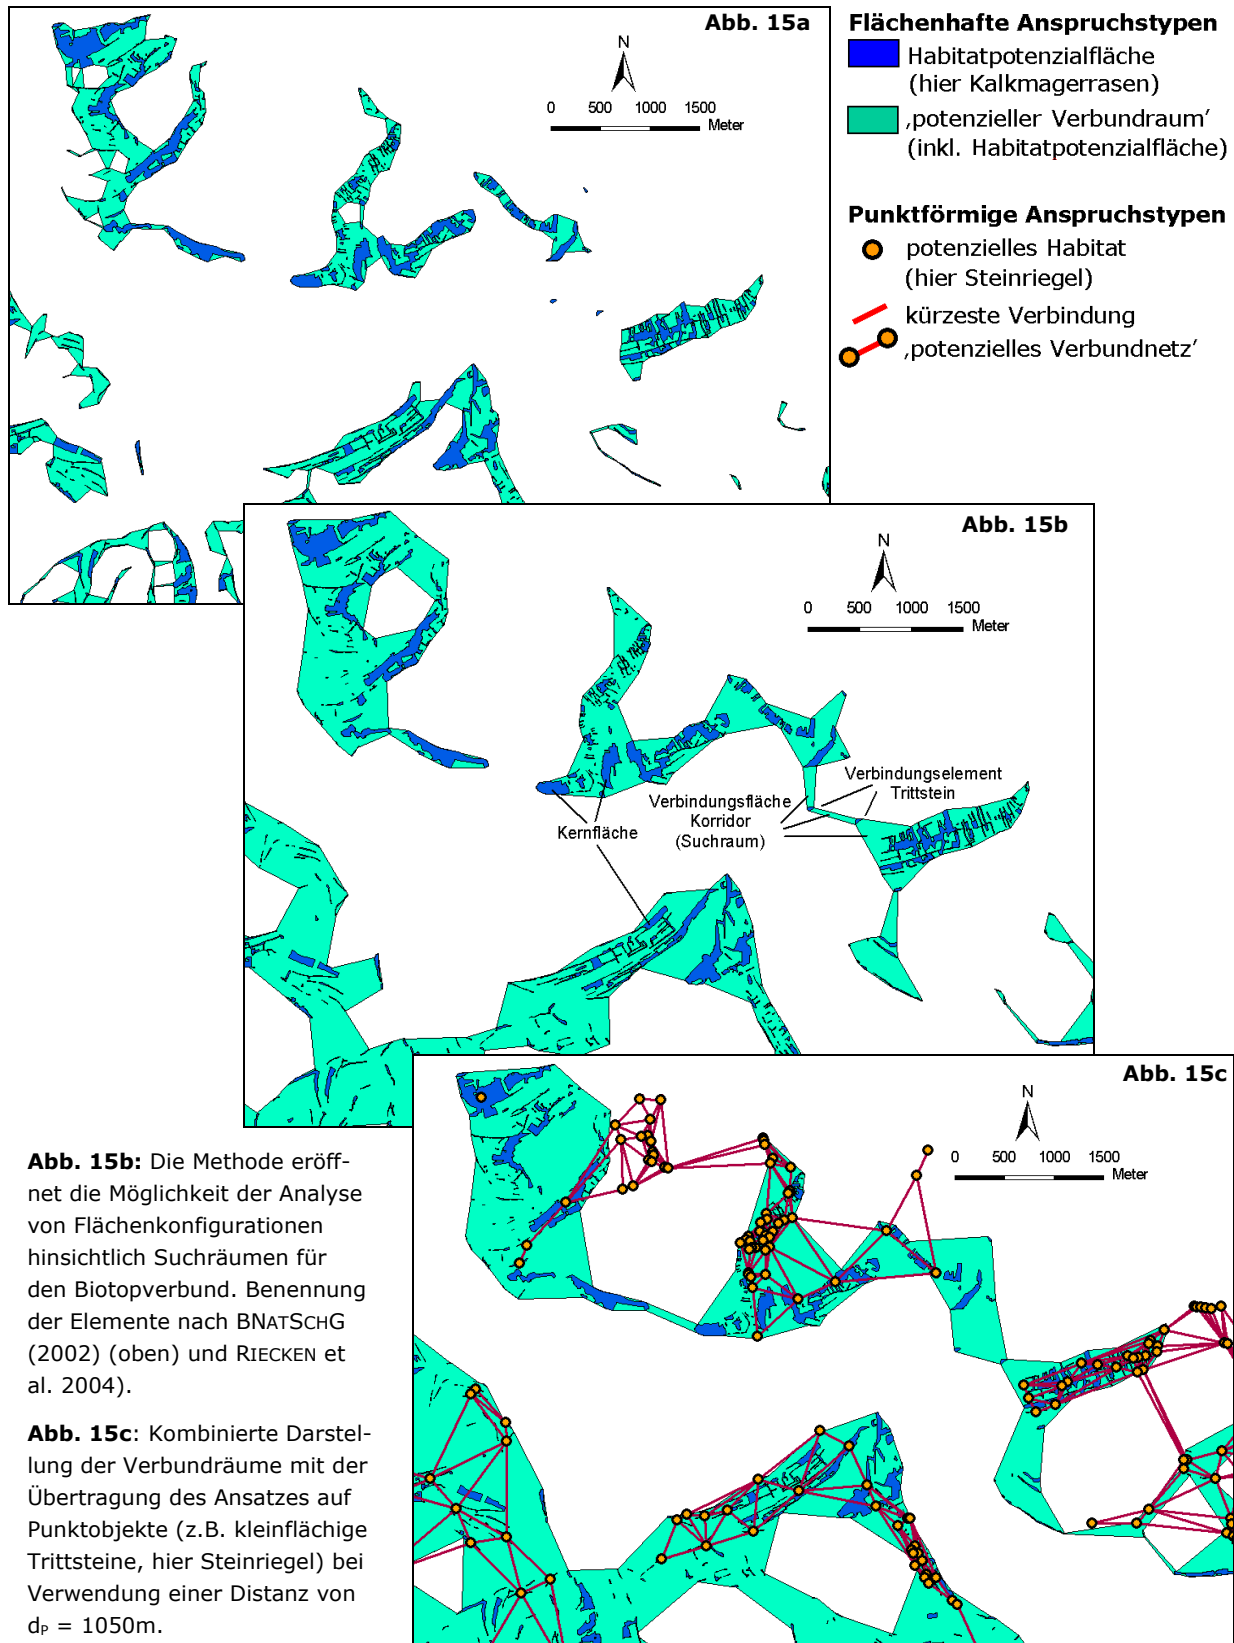 Abb. 15a
N
0 500 1000 1500
Meter
Flächenhafte Anspruchstypen
Habitatpotenzialfläche
(hier Kalkmagerrasen)
‚potenzieller Verbundraum’
(inkl. Habitatpotenzialfläche)
Punktförmige Anspruchstypen
potenzielles Habitat
(hier Steinriegel)
kürzeste Verbindung
‚potenzielles Verbundnetz’
Abb. 15b
N
0 500 1000 1500
Meter
Verbindungselement
Trittstein
Verbindungsfläche
Korridor
(Suchraum)
Kernfläche
Abb. 15c
N
0 500 1000 1500
Meter
Abb. 15b: Die Methode eröff-
net die Möglichkeit der Analyse
von Flächenkonfigurationen
hinsichtlich Suchräumen für
den Biotopverbund. Benennung
der Elemente nach BNATSCHG
(2002) (oben) und RIECKEN et
al. 2004).
Abb. 15c: Kombinierte Darstel-
lung der Verbundräume mit der
Übertragung des Ansatzes auf
Punktobjekte (z.B. kleinflächige
Trittsteine, hier Steinriegel) bei
Verwendung einer Distanz von
dP = 1050m.